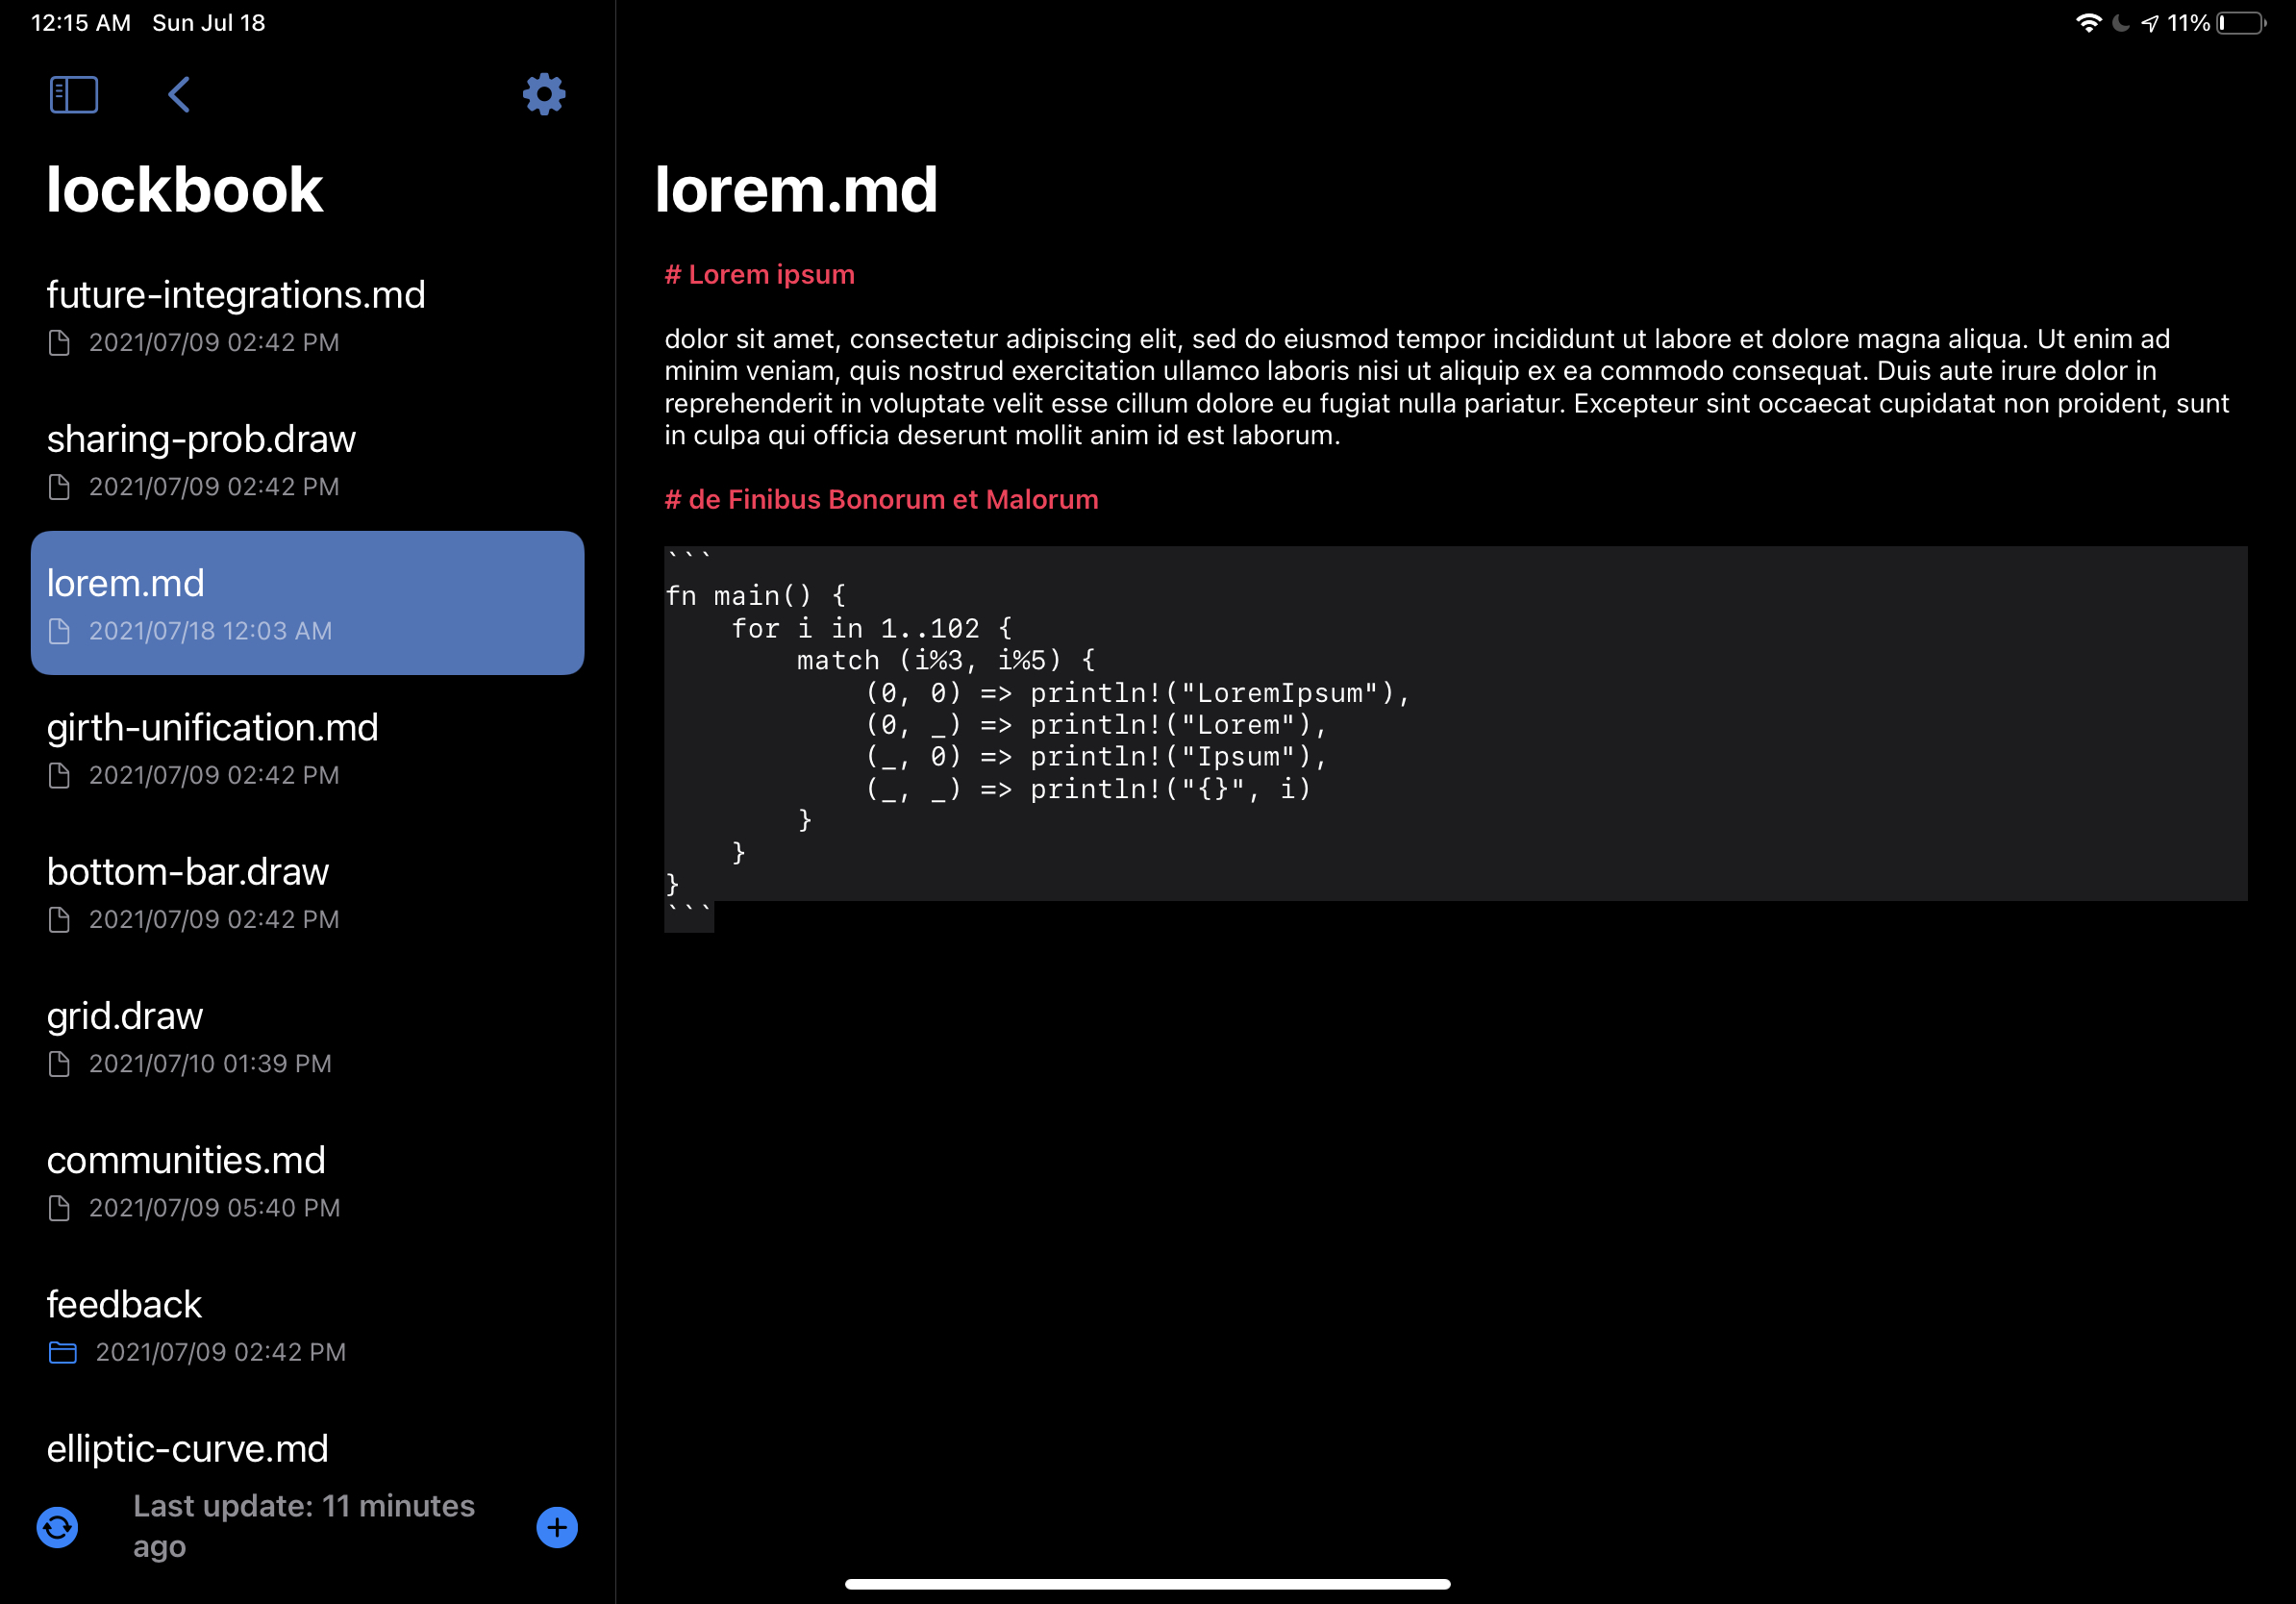 12:15 AM Sun Jul 18
11%
lockbook
future-integrations.md
2021/07/09 02:42 PM
sharing-prob.draw
2021/07/09 02:42 PM
lorem.md
2021/07/18 12:03 AM
girth-unification.md
2021/07/09 02:42 PM
bottom-bar.draw
2021/07/09 02:42 PM
grid.draw
2021/07/10 01:39 PM
communities.md
2021/07/09 05:40 PM
feedback
2021/07/09 02:42 PM
elliptic-curve.md
Last update: 11 minutes
ago
lorem.md
# Lorem ipsum
dolor sit amet, consectetur adipiscing elit, sed do eiusmod tempor incididunt ut labore et dolore magna aliqua. Ut enim ad
minim veniam, quis nostrud exercitation ullamco laboris nisi ut aliquip ex ea commodo consequat. Duis aute irure dolor in
reprehenderit in voluptate velit esse cillum dolore eu fugiat nulla pariatur. Excepteur sint occaecat cupidatat non proident, sunt
in culpa qui officia deserunt mollit anim id est laborum.
# de Finibus Bonorum et Malorum
```
fn main() {
    for i in 1..102 {
        match (i%3, i%5) {
            (0, 0) => println!("LoremIpsum"),
            (0, _) => println!("Lorem"),
            (_, 0) => println!("Ipsum"),
            (_, _) => println!("{}", i)
        }
    }
}
```